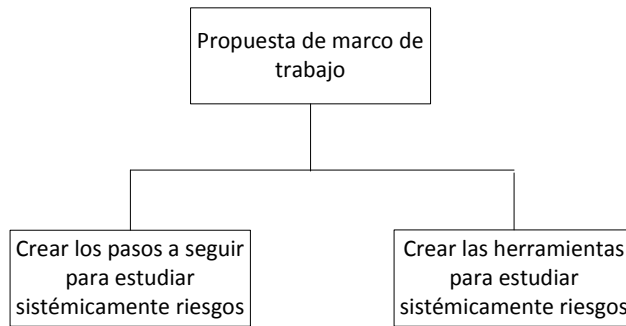 Propuesta de marco de
trabajo
Crear los pasos a seguir
para estudiar
sistémicamente riesgos
Crear las herramientas
para estudiar
sistémicamente riesgos